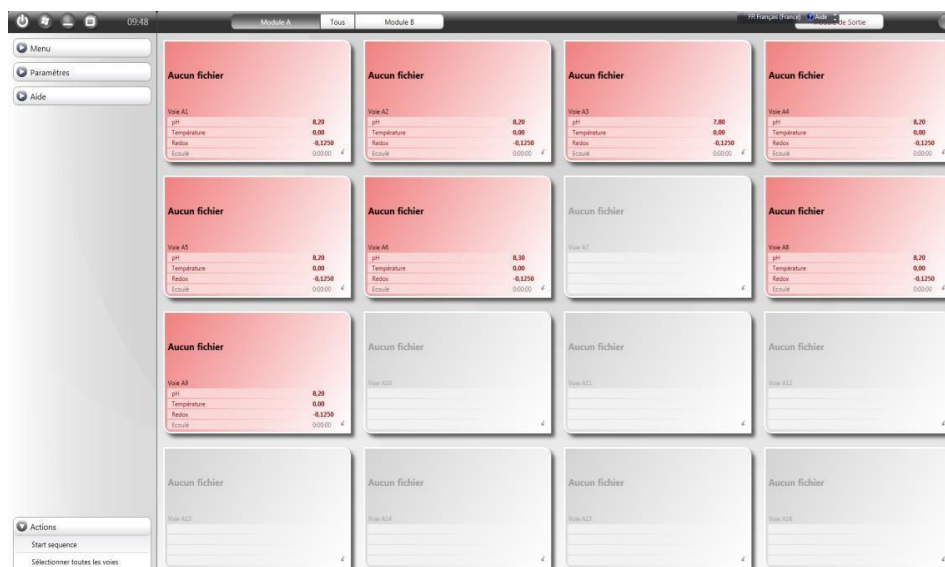 09:48
Module A
Tous
Module B
FR Français (France)
Aide
de Sortie
Menu
Paramètres
Aide
Aucun fichier
Voie A1
pH 8,20
Température 0,00
Redox -0,1250
Ecoulé 0:00:00
Aucun fichier
Voie A2
pH 8,20
Température 0,00
Redox -0,1250
Ecoulé 0:00:00
Aucun fichier
Voie A3
pH 7,80
Température 0,00
Redox -0,1250
Ecoulé 0:00:00
Aucun fichier
Voie A4
pH 8,20
Température 0,00
Redox -0,1250
Ecoulé 0:00:00
Aucun fichier
Voie A5
pH 8,20
Température 0,00
Redox -0,1250
Ecoulé 0:00:00
Aucun fichier
Voie A6
pH 8,30
Température 0,00
Redox -0,1250
Ecoulé 0:00:00
Aucun fichier
Voie A7
Aucun fichier
Voie A8
pH 8,20
Température 0,00
Redox -0,1250
Ecoulé 0:00:00
Aucun fichier
Voie A9
pH 8,20
Température 0,00
Redox -0,1250
Ecoulé 0:00:00
Aucun fichier
Voie A10
Aucun fichier
Voie A11
Aucun fichier
Voie A12
Aucun fichier
Voie A13
Aucun fichier
Voie A14
Aucun fichier
Voie A15
Aucun fichier
Voie A16
Actions
Start sequence
Sélectionner toutes les voies